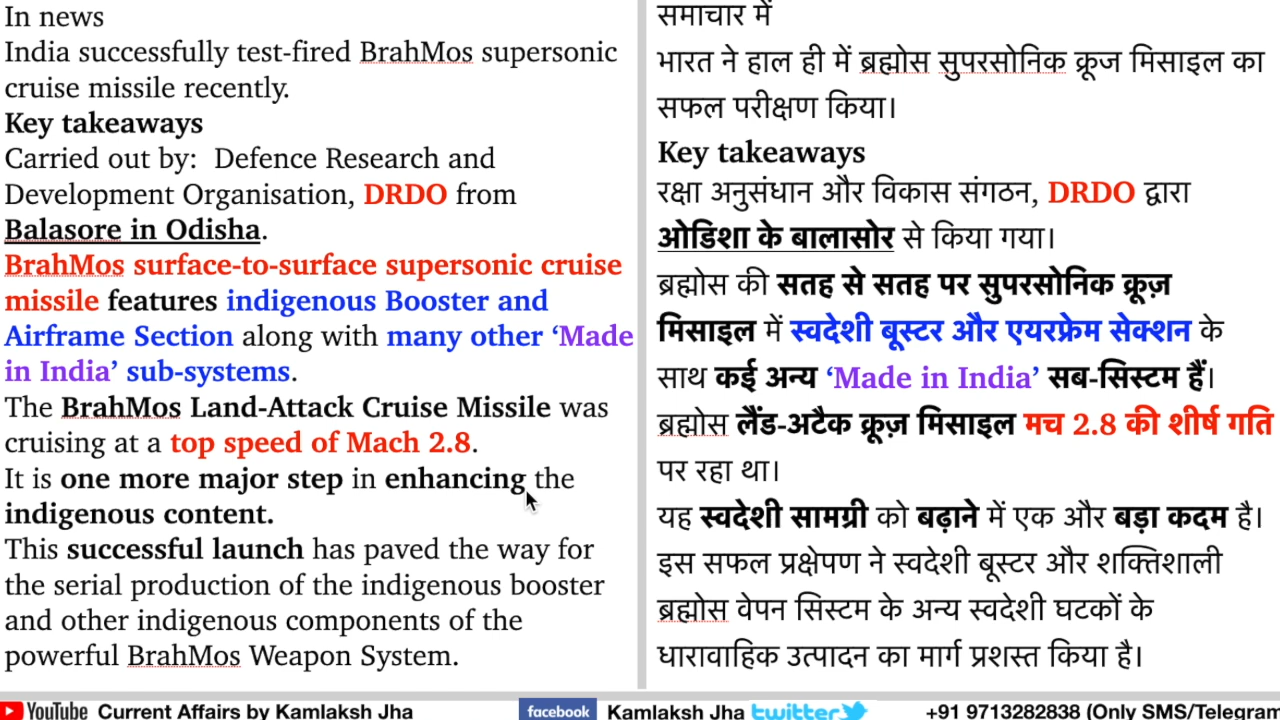 In news
India successfully test-fired BrahMos supersonic
cruise missile recently.
Key takeaways
Carried out by: Defence Research and
Development Organisation, DRDO from
Balasore in Odisha.
BrahMos surface-to-surface supersonic cruise
missile features indigenous Booster and
Airframe Section along with many other ‘Made
in India’ sub-systems.
The BrahMos Land-Attack Cruise Missile was
cruising at a top speed of Mach 2.8.
It is one more major step in enhancing the
indigenous content.
This successful launch has paved the way for
the serial production of the indigenous booster
and other indigenous components of the
powerful BrahMos Weapon System.
समाचार में
भारत ने हाल ही में ब्रह्मोस सुपरसोनिक क्रूज मिसाइल का
सफल परीक्षण किया।
Key takeaways
रक्षा अनुसंधान और विकास संगठन, DRDO द्वारा
ओडिशा के बालासोर से किया गया।
ब्रह्मोस की सतह से सतह पर सुपरसोनिक क्रूज़
मिसाइल में स्वदेशी बूस्टर और एयरफ्रेम सेक्शन के
साथ कई अन्य ‘Made in India’ सब-सिस्टम हैं।
ब्रह्मोस लैंड-अटैक क्रूज़ मिसाइल मच 2.8 की शीर्ष गति
पर रहा था।
यह स्वदेशी सामग्री को बढ़ाने में एक और बड़ा कदम है।
इस सफल प्रक्षेपण ने स्वदेशी बूस्टर और शक्तिशाली
ब्रह्मोस वेपन सिस्टम के अन्य स्वदेशी घटकों के
धारावाहिक उत्पादन का मार्ग प्रशस्त किया है।
YouTube Current Affairs by Kamlaksh Jha facebook Kamlaksh Jha twitter +91 9713282838 (Only SMS/Telegram